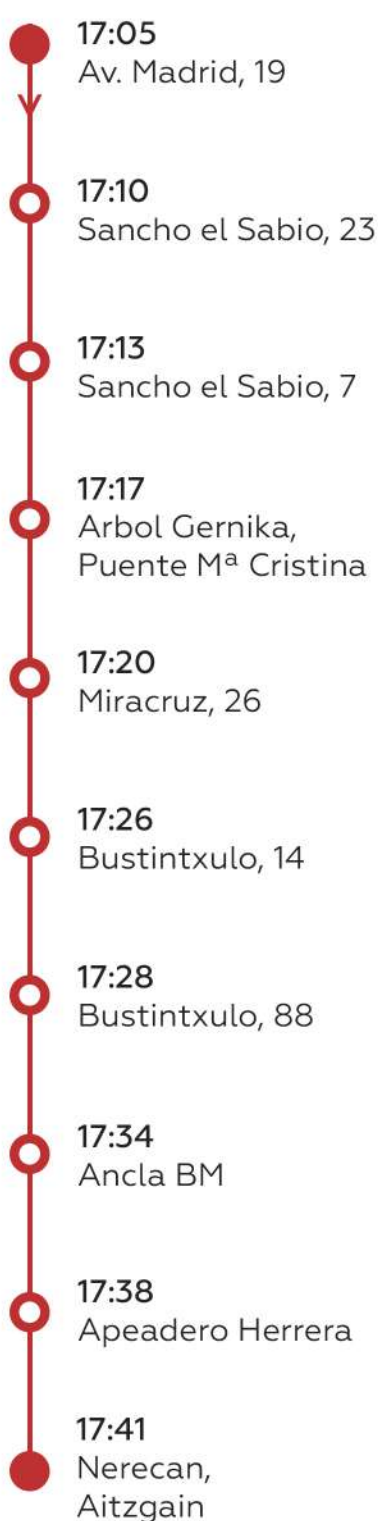 17:05
Av. Madrid, 19
17:10
Sancho el Sabio, 23
17:13
Sancho el Sabio, 7
17:17
Arbol Gernika,
Puente Mª Cristina
17:20
Miracruz, 26
17:26
Bustintxulo, 14
17:28
Bustintxulo, 88
17:34
Ancla BM
17:38
Apeadero Herrera
17:41
Nerecan,
Aitzgain